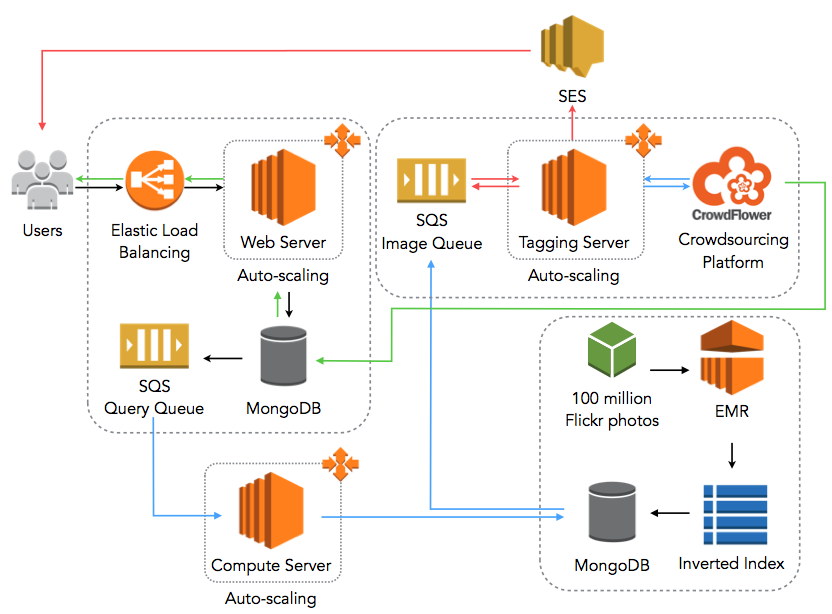 SES
Users
Elastic Load
Balancing
Web Server
Auto-scaling
SQS
Image Queue
Tagging Server
Auto-scaling
CrowdFlower
Crowdsourcing
Platform
SQS
Query Queue
MongoDB
100 million
Flickr photos
EMR
Compute Server
Auto-scaling
MongoDB
Inverted Index